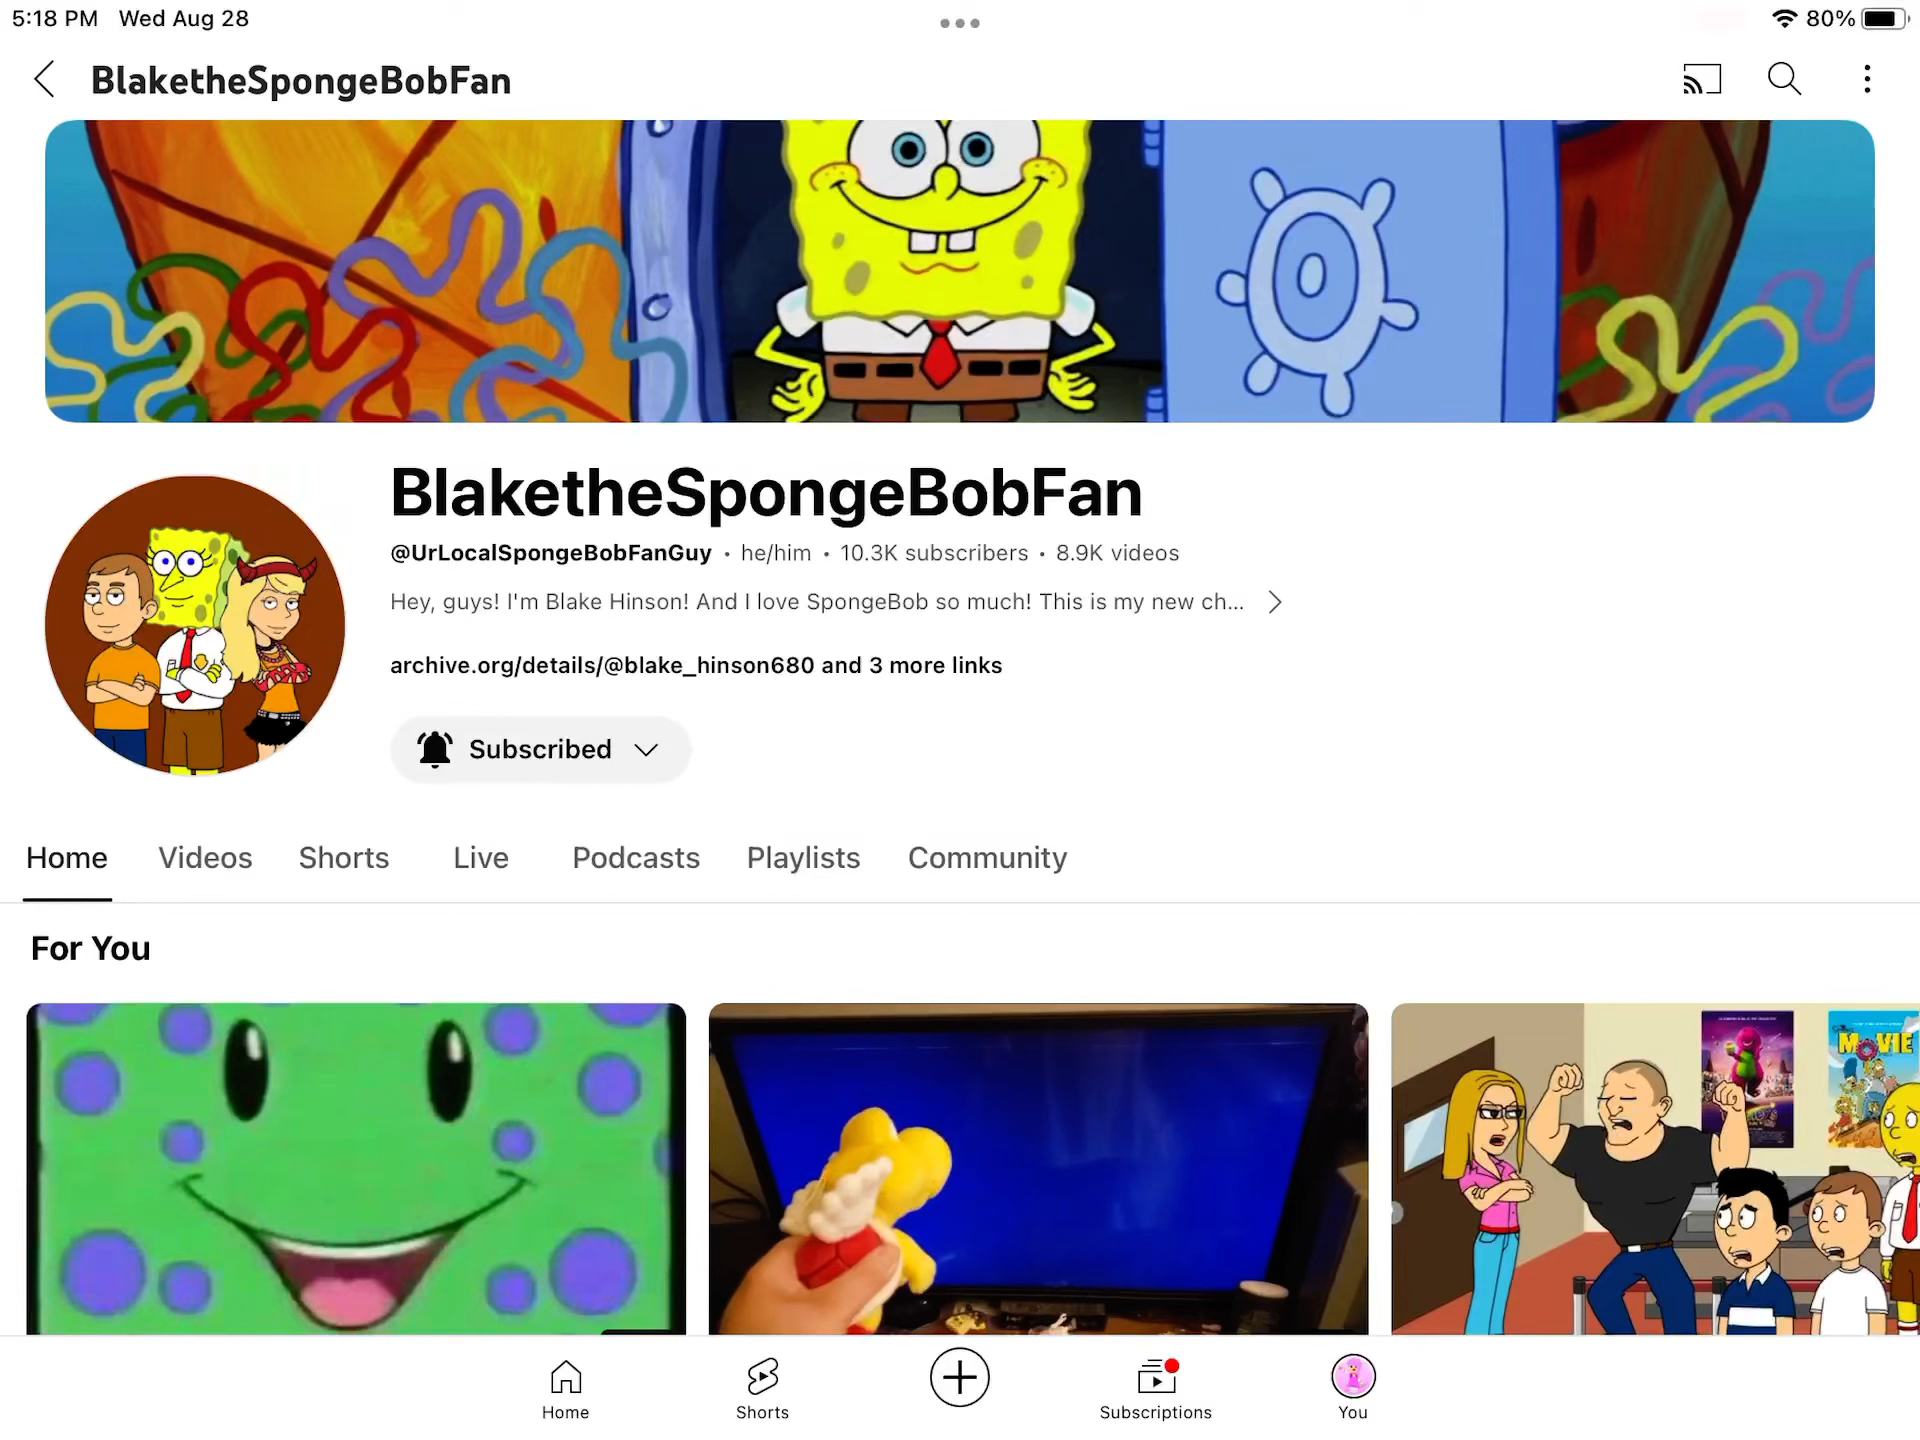 5:18 PM Wed Aug 28
80%
BlaketheSpongeBobFan
BlaketheSpongeBobFan
@UrLocalSpongeBobFanGuy • he/him • 10.3K subscribers • 8.9K videos
Hey, guys! I'm Blake Hinson! And I love SpongeBob so much! This is my new ch...
archive.org/details/@blake_hinson680 and 3 more links
Subscribed
Home Videos Shorts Live Podcasts Playlists Community
For You
MOVIE
Home Shorts Subscriptions You